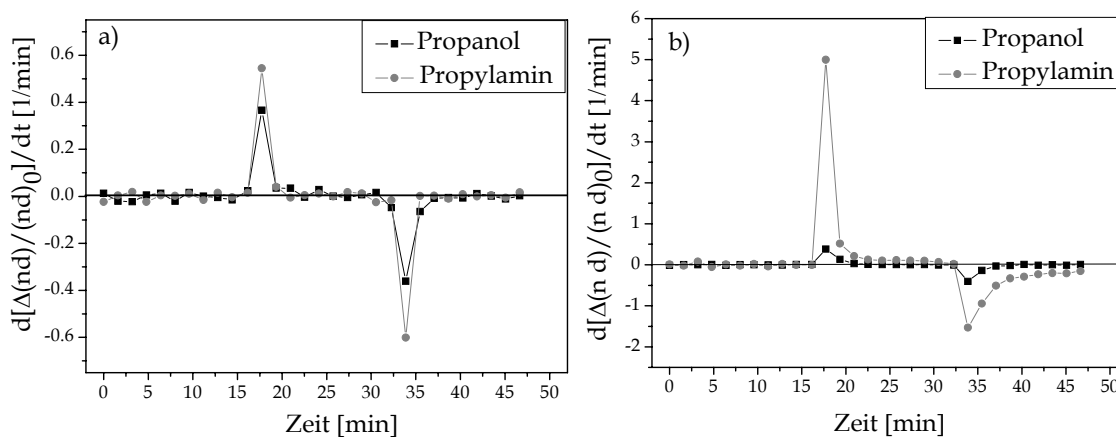 a)
Propanol
Propylamin
d[Δ(nd)/(nd)₀]/dt [1/min]
0.6
0.4
0.2
0.0
-0.2
-0.4
-0.6
0 5 10 15 20 25 30 35 40 45 50
Zeit [min]
b)
Propanol
Propylamin
d[Δ(n d)/(n d)₀]/dt [1/min]
6
5
4
3
2
1
0
-1
-2
0 5 10 15 20 25 30 35 40 45 50
Zeit [min]